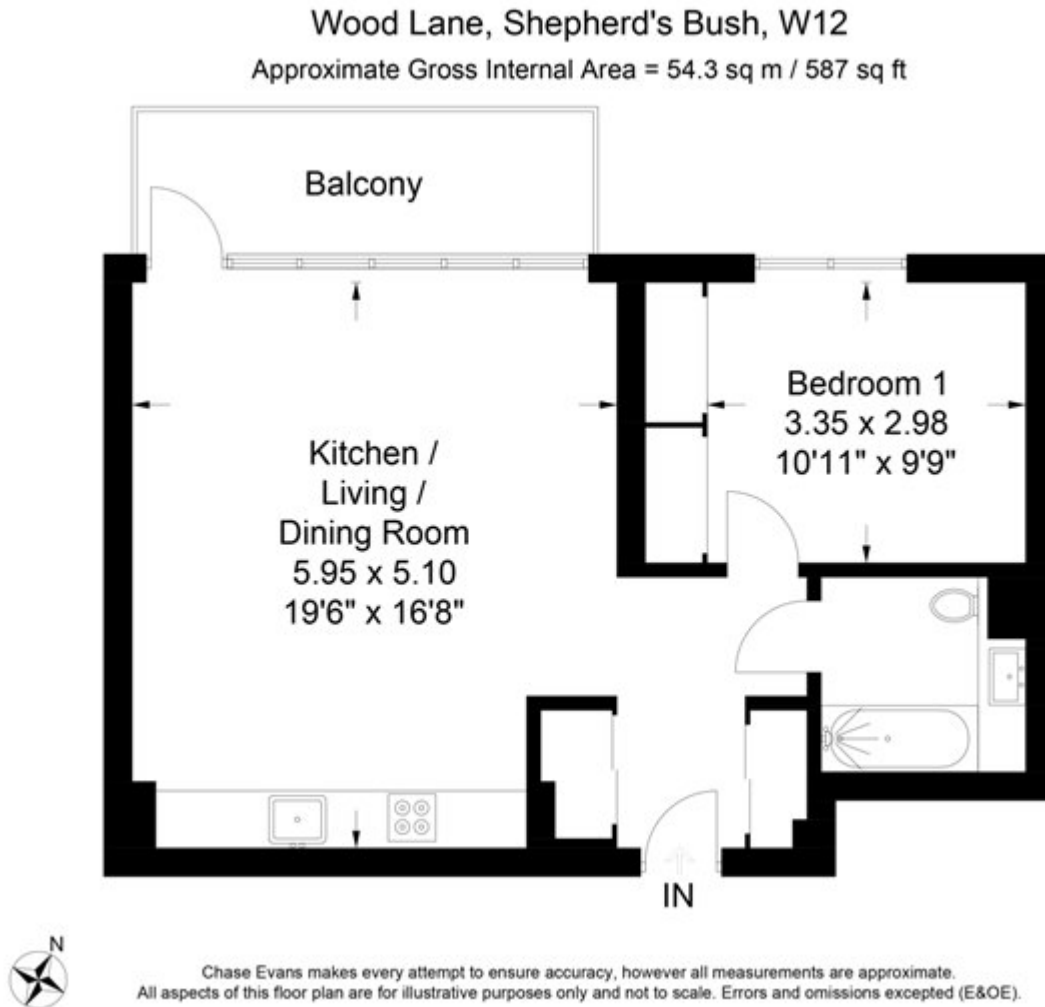 Wood Lane, Shepherd's Bush, W12
Approximate Gross Internal Area = 54.3 sq m / 587 sq ft
Balcony
Kitchen /
Living /
Dining Room
5.95 x 5.10
19'6" x 16'8"
Bedroom 1
3.35 x 2.98
10'11" x 9'9"
IN
N
Chase Evans makes every attempt to ensure accuracy, however all measurements are approximate.
All aspects of this floor plan are for illustrative purposes only and not to scale. Errors and omissions excepted (E&OE).